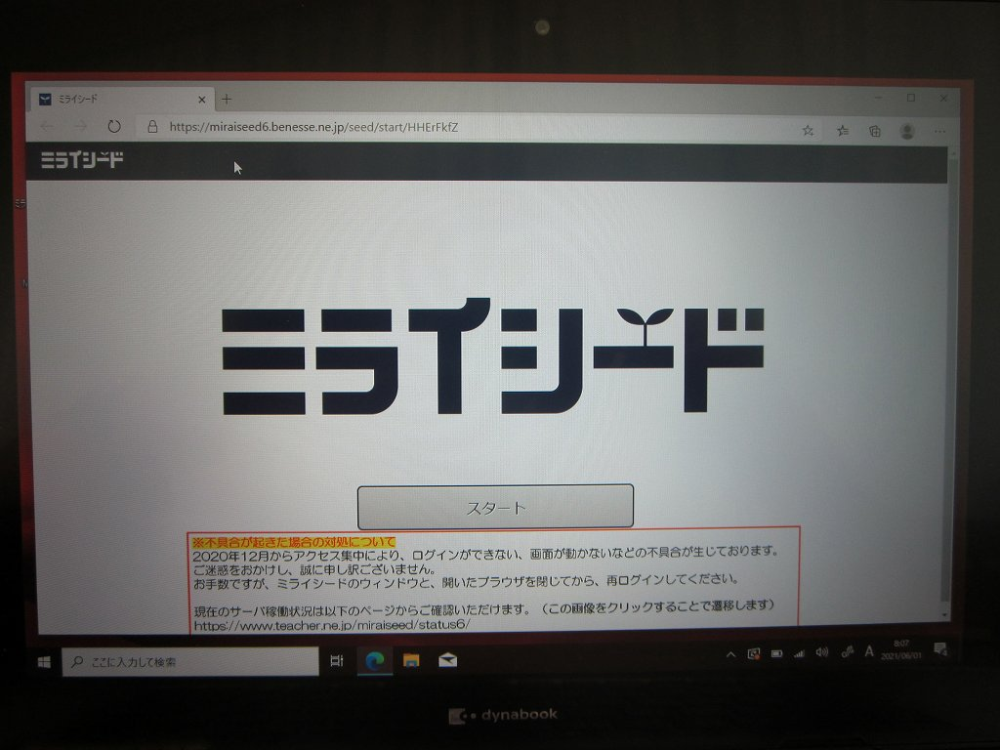 ミライシード
https://miraiseed6.benesse.ne.jp/seed/start/HHErFkfZ
ミライシード
ミライシード
スタート
※不具合が起きた場合の対処について
2020年12月からアクセス集中により、ログインができない、画面が動かないなどの不具合が生じております。
ご迷惑をおかけし、誠に申し訳ございません。
お手数ですが、ミライシードのウィンドウと、開いたブラウザを閉じてから、再ログインしてください。
現在のサーバ稼働状況は以下のページからご確認いただけます。（この画像をクリックすることで遷移します）
https://www.teacher.ne.jp/miraiseed/status6/
ここに入力して検索
A
8:07
2021/06/01
dynabook